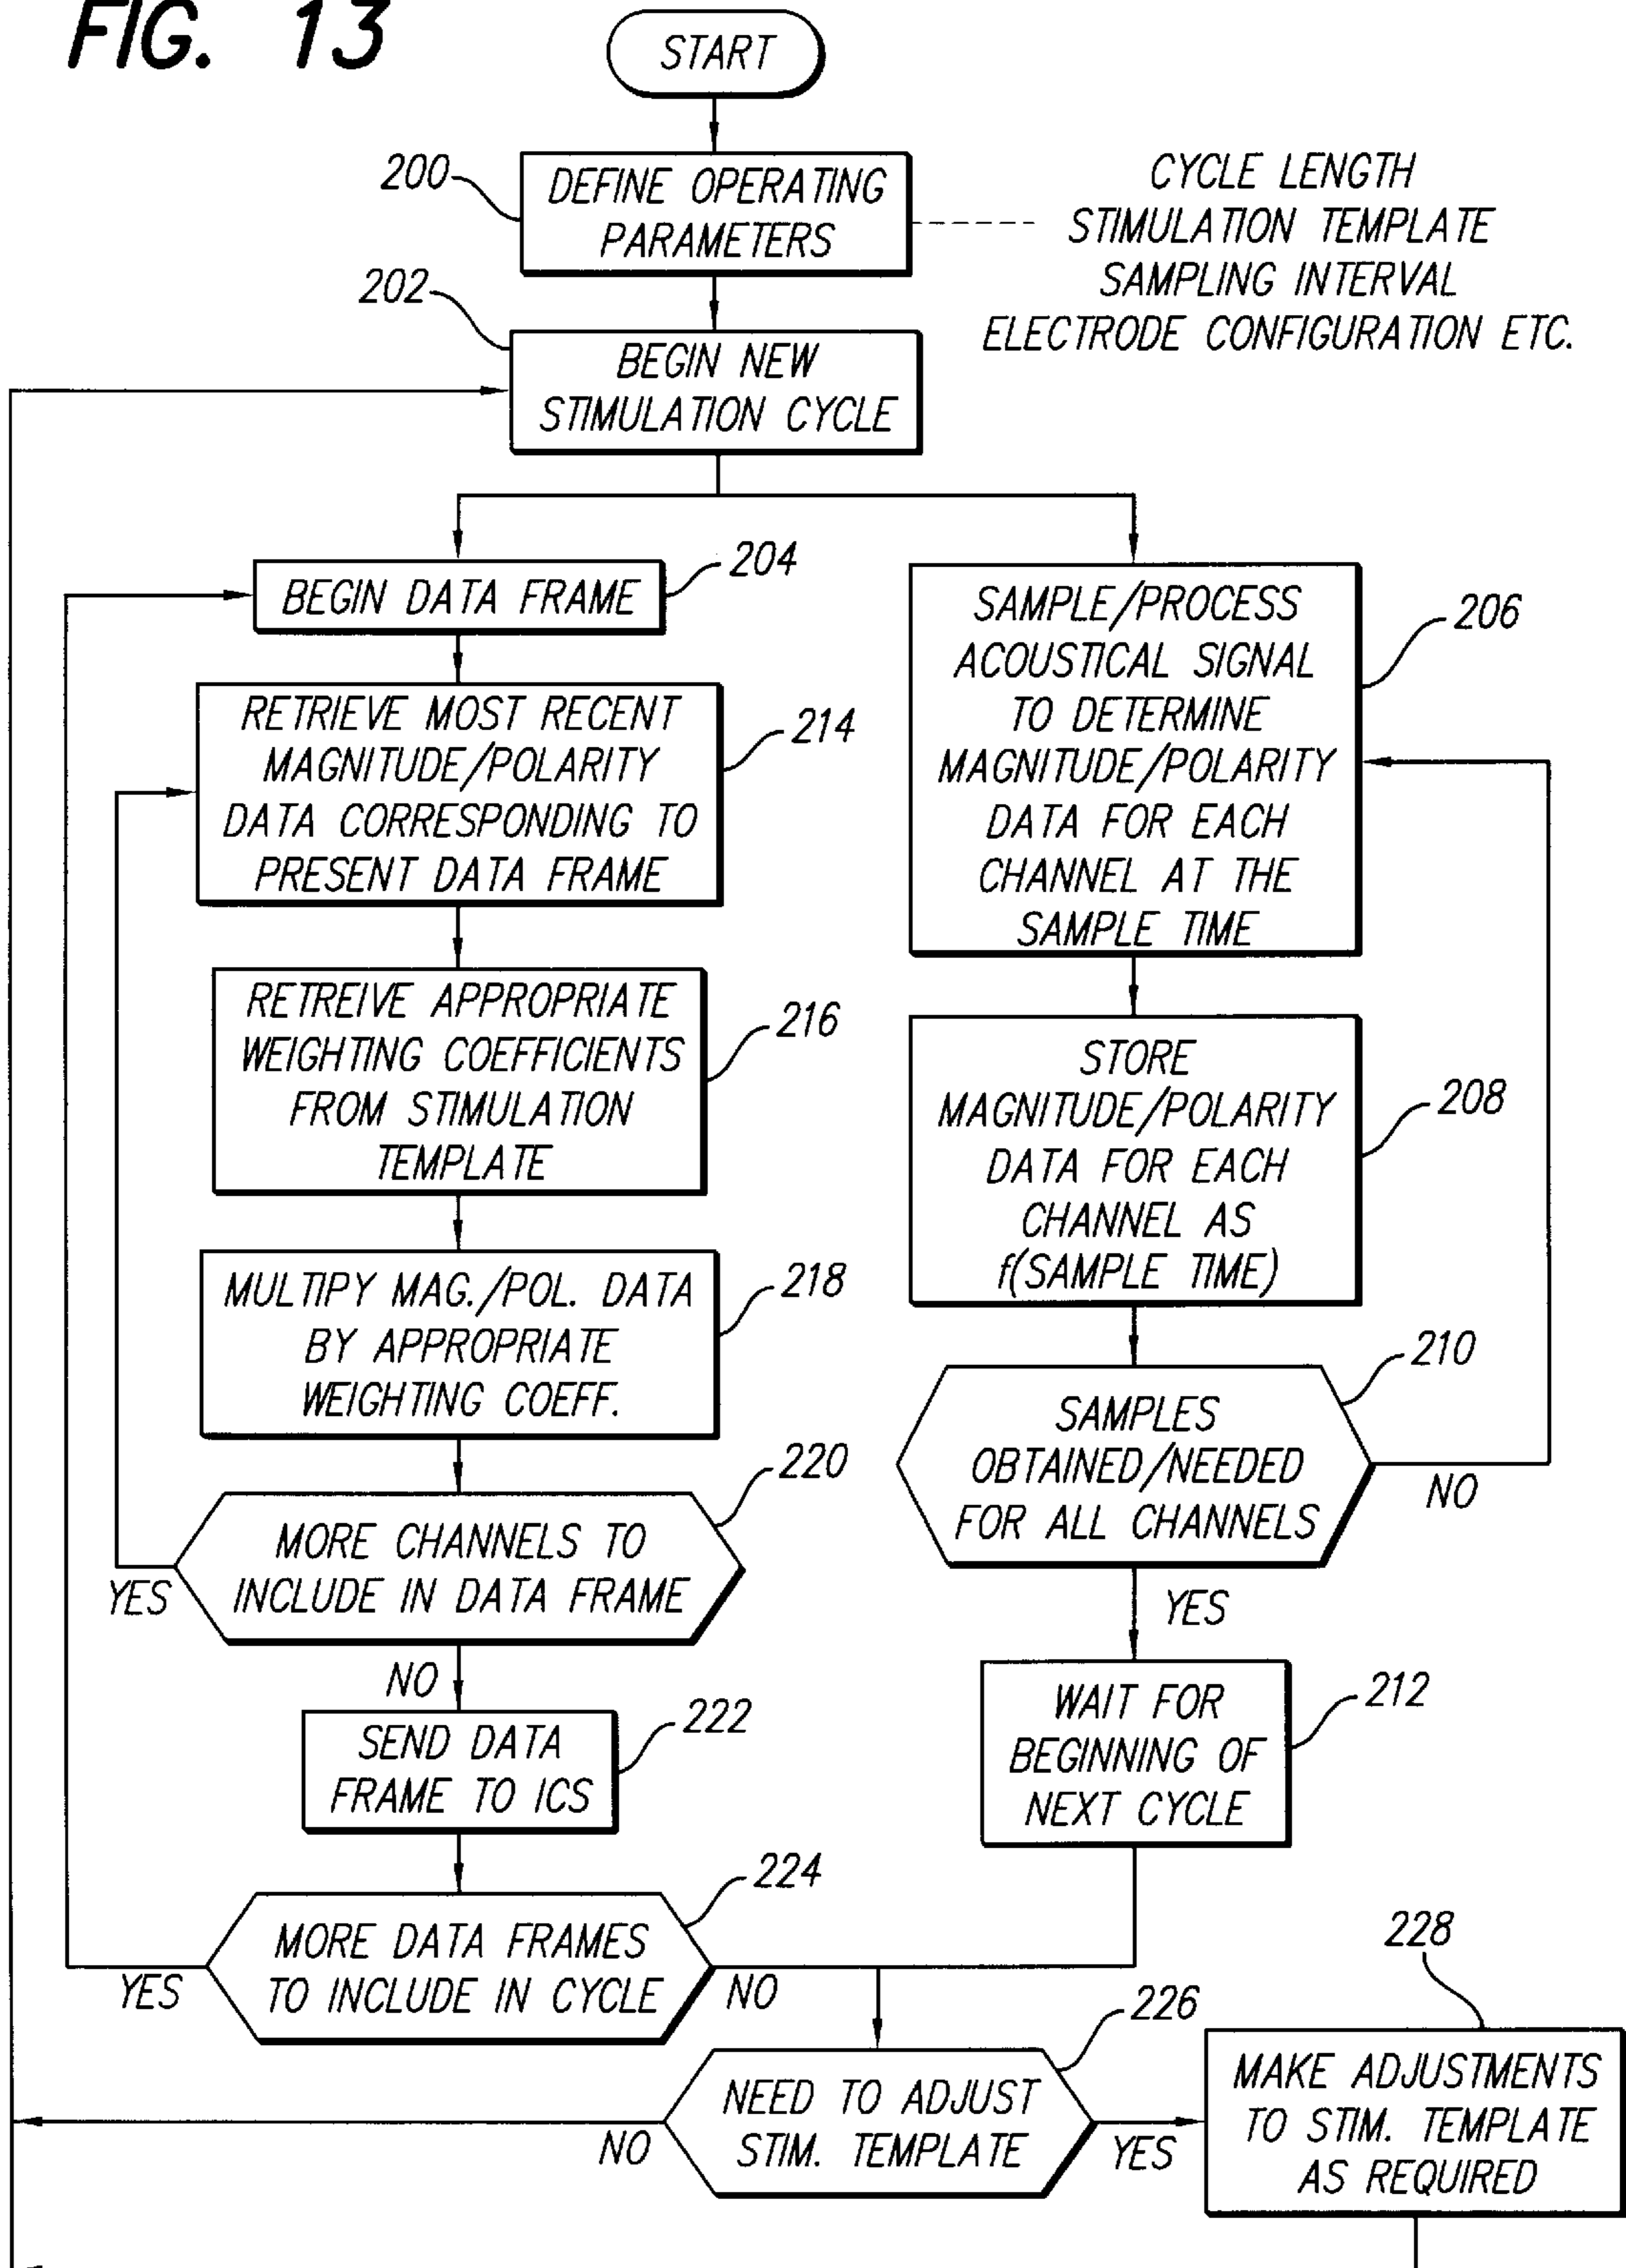 FIG. 13
START
200
DEFINE OPERATING
PARAMETERS
CYCLE LENGTH
STIMULATION TEMPLATE
SAMPLING INTERVAL
ELECTRODE CONFIGURATION ETC.
202
BEGIN NEW
STIMULATION CYCLE
204
BEGIN DATA FRAME
214
RETRIEVE MOST RECENT
MAGNITUDE/POLARITY
DATA CORRESPONDING TO
PRESENT DATA FRAME
216
RETREIVE APPROPRIATE
WEIGHTING COEFFICIENTS
FROM STIMULATION
TEMPLATE
218
MULTIPY MAG./POL. DATA
BY APPROPRIATE
WEIGHTING COEFF.
220
MORE CHANNELS TO
INCLUDE IN DATA FRAME
YES
NO
222
SEND DATA
FRAME TO ICS
224
MORE DATA FRAMES
TO INCLUDE IN CYCLE
YES
NO
206
SAMPLE/PROCESS
ACOUSTICAL SIGNAL
TO DETERMINE
MAGNITUDE/POLARITY
DATA FOR EACH
CHANNEL AT THE
SAMPLE TIME
208
STORE
MAGNITUDE/POLARITY
DATA FOR EACH
CHANNEL AS
f(SAMPLE TIME)
210
SAMPLES
OBTAINED/NEEDED
FOR ALL CHANNELS
NO
YES
212
WAIT FOR
BEGINNING OF
NEXT CYCLE
226
NEED TO ADJUST
STIM. TEMPLATE
NO
YES
228
MAKE ADJUSTMENTS
TO STIM. TEMPLATE
AS REQUIRED